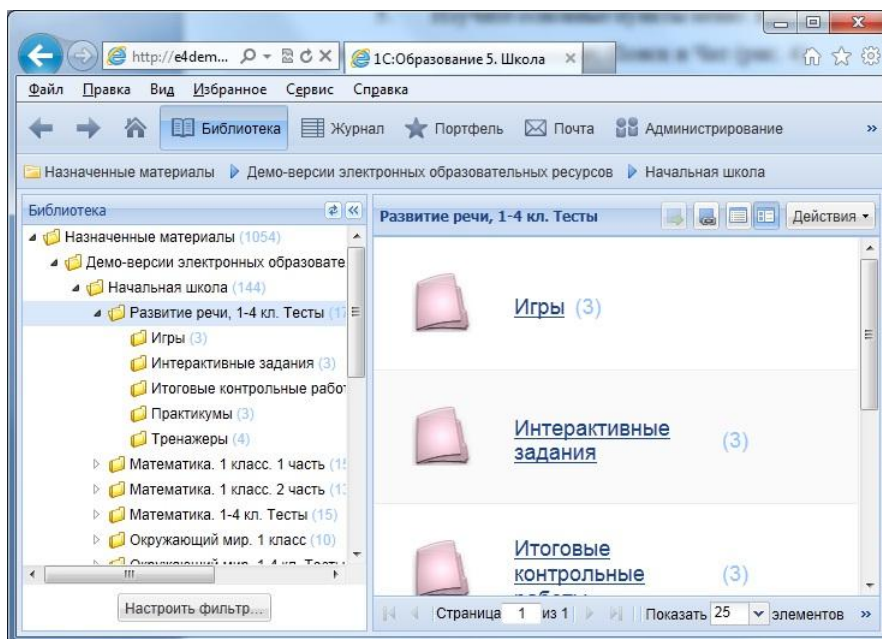 http://e4dem...
1С:Образование 5. Школа
Файл Правка Вид Избранное Сервис Справка
Библиотека Журнал Портфель Почта Администрирование »
Назначенные материалы Демо-версии электронных образовательных ресурсов Начальная школа
Библиотека
Назначенные материалы (1054)
Демо-версии электронных образовате
Начальная школа (144)
Развитие речи, 1-4 кл. Тесты (17
Игры (3)
Интерактивные задания (3)
Итоговые контрольные рабо
Практикумы (3)
Тренажеры (4)
Математика. 1 класс. 1 часть
Математика. 1 класс. 2 часть
Математика. 1-4 кл. Тесты (15)
Окружающий мир. 1 класс (10)
Настроить фильтр...
Развитие речи, 1-4 кл. Тесты
Действия
Игры (3)
Интерактивные
задания (3)
Итоговые
контрольные (3)
Страница 1 из 1 Показать 25 элементов »